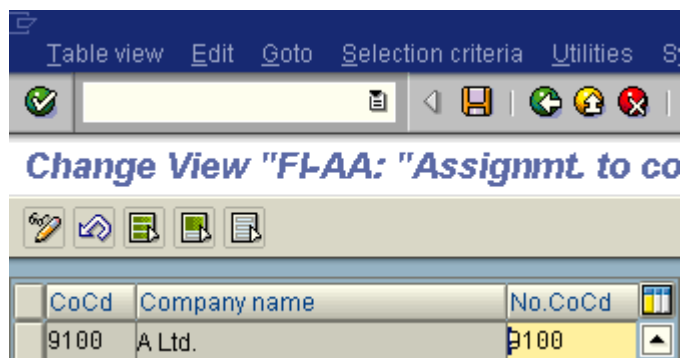 Table view Edit Goto Selection criteria Utilities S
Change View "FI-AA: "Assignmt. to co
CoCd Company name No.CoCd
9100 A Ltd. 9100